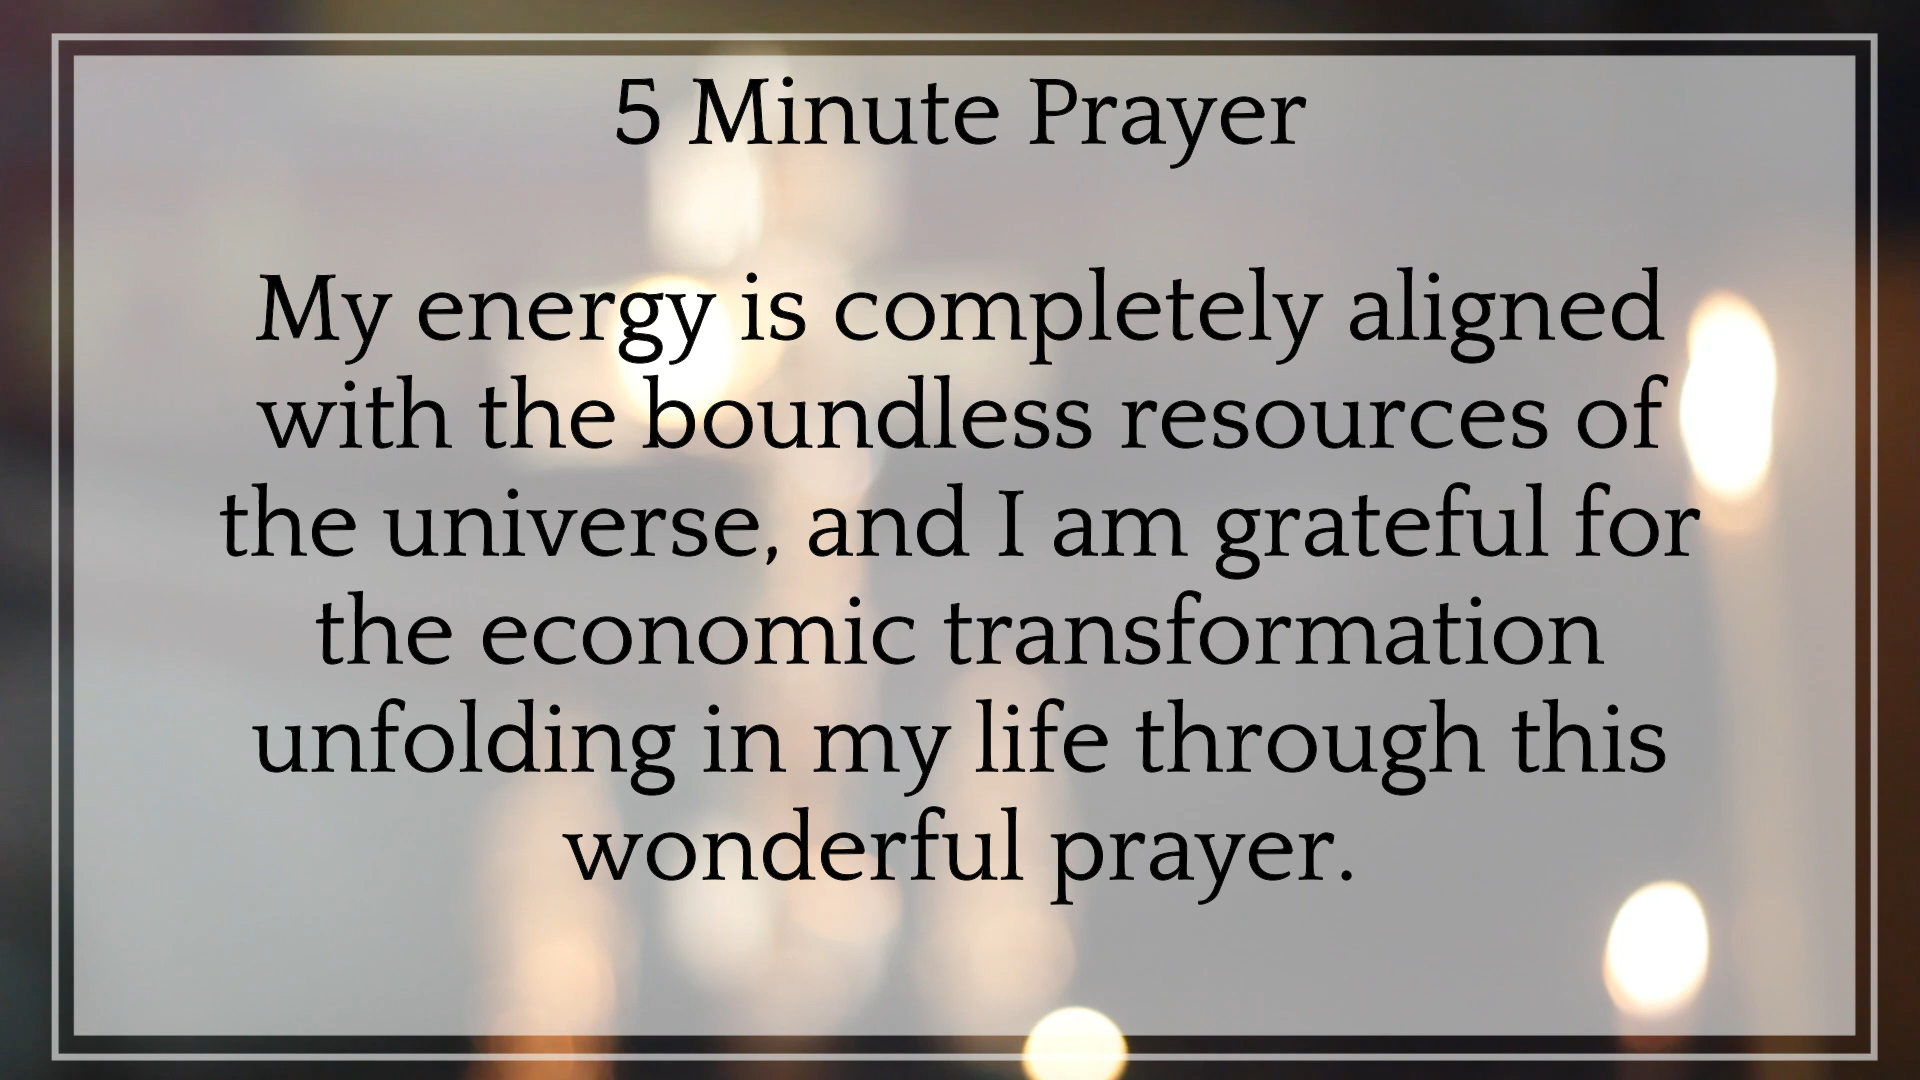 5 Minute Prayer
My energy is completely aligned
with the boundless resources of
the universe, and I am grateful for
the economic transformation
unfolding in my life through this
wonderful prayer.